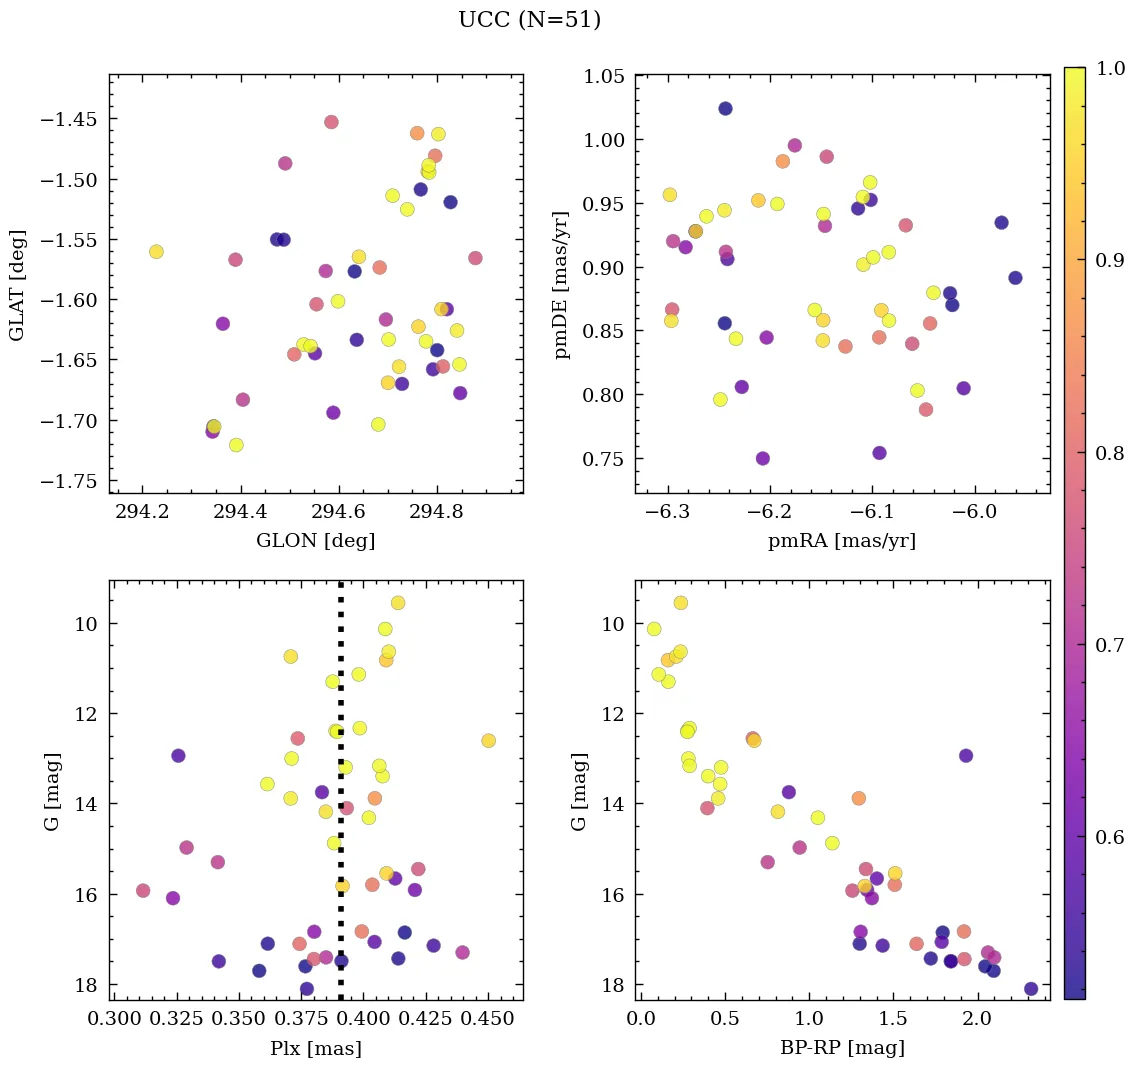 UCC (N=51)
−1.45
−1.50
−1.55
−1.60
−1.65
−1.70
−1.75
GLAT [deg]
294.2 294.4 294.6 294.8
GLON [deg]
1.05
1.00
0.95
0.90
0.85
0.80
0.75
pmDE [mas/yr]
−6.3 −6.2 −6.1 −6.0
pmRA [mas/yr]
1.0
0.9
0.8
0.7
0.6
10
12
14
16
18
G [mag]
0.300 0.325 0.350 0.375 0.400 0.425 0.450
Plx [mas]
10
12
14
16
18
G [mag]
0.0 0.5 1.0 1.5 2.0
BP-RP [mag]